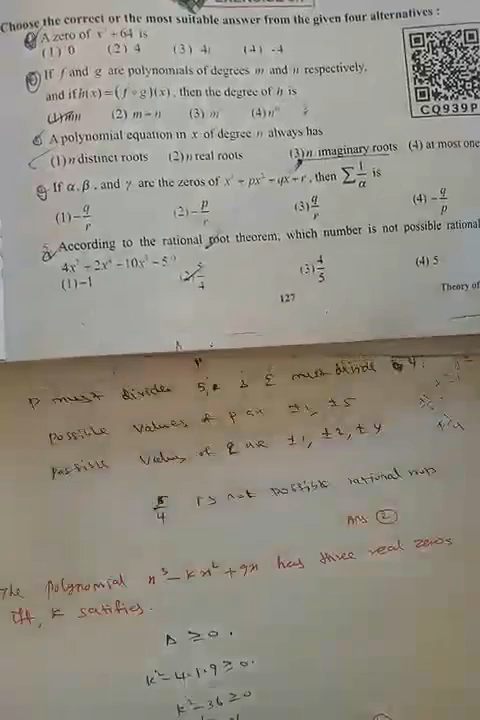 Choose the correct or the most suitable answer from the given four alternatives :
A zero of x³ + 64 is
(1) 0 (2) 4 (3) 4i (4) -4
If f and g are polynomials of degrees m and n respectively,
and if h(x) = (f ∘ g)(x), then the degree of h is
(1) mn (2) m + n (3) mⁿ (4) nᵐ
A polynomial equation in x of degree n always has
(1) n distinct roots (2) n real roots (3) n imaginary roots (4) at most one
If α, β, and γ are the zeros of x³ + px² + qx + r, then ∑ 1/α is
(1) - q/r (2) - p/r (3) q/r (4) - q/p
According to the rational root theorem, which number is not possible rational
4x⁷ + 2x⁴ - 10x³ - 5
(1) -1 (2) 5/4 (3) 4/5 (4) 5
127
Theory of
CQ939P
P must divides 5, & must divide 4.
possible values of p are ±1, ±5
possible values of q are ±1, ±2, ±4
5/4 is not possible rational
Ans ②
The Polynomial x³ - kx² + 9x has three real zeros
iff, k satifies.
Δ ≥ 0.
k² - 4.1.9 ≥ 0.
k² - 36 ≥ 0